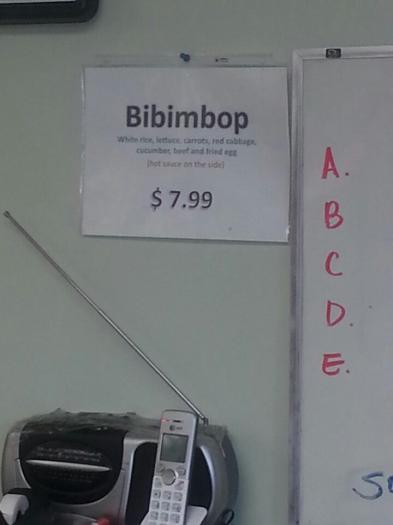 Bibimbop
White rice, lettuce, carrots, red cabbage,
cucumber, beef and fried egg
(hot sauce on the side)
$ 7.99
A.
B
C
D.
E.
at&t